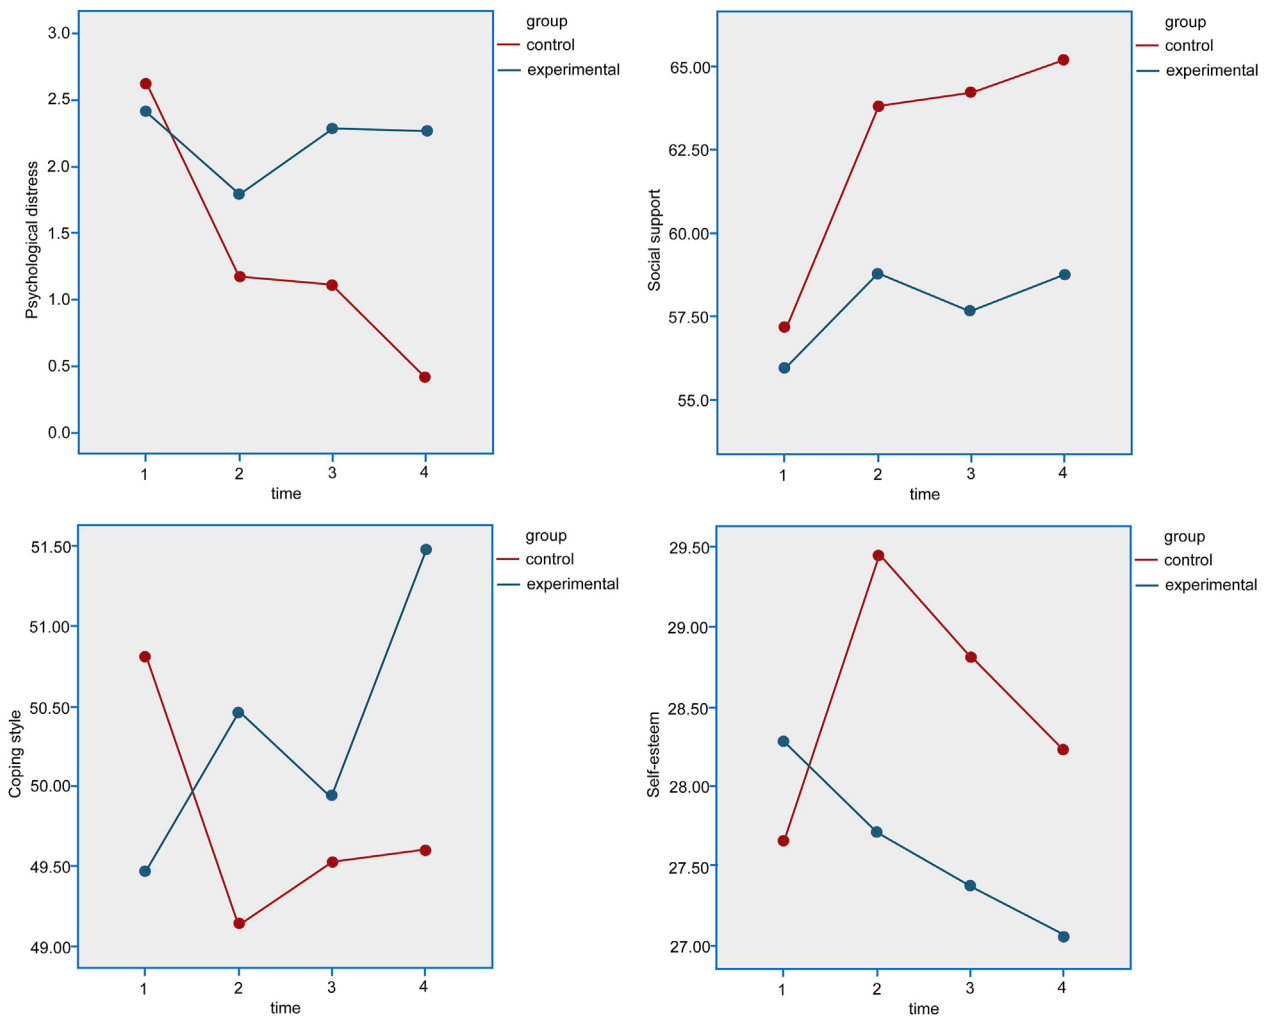 group
control
experimental
3.0
2.5
2.0
1.5
1.0
0.5
0.0
Psychological distress
1 2 3 4
time
group
control
experimental
65.00
62.50
60.00
57.50
55.0
Social support
1 2 3 4
time
group
control
experimental
51.50
51.00
50.50
50.00
49.50
49.00
Coping style
1 2 3 4
time
group
control
experimental
29.50
29.00
28.50
28.00
27.50
27.00
Self-esteem
1 2 3 4
time